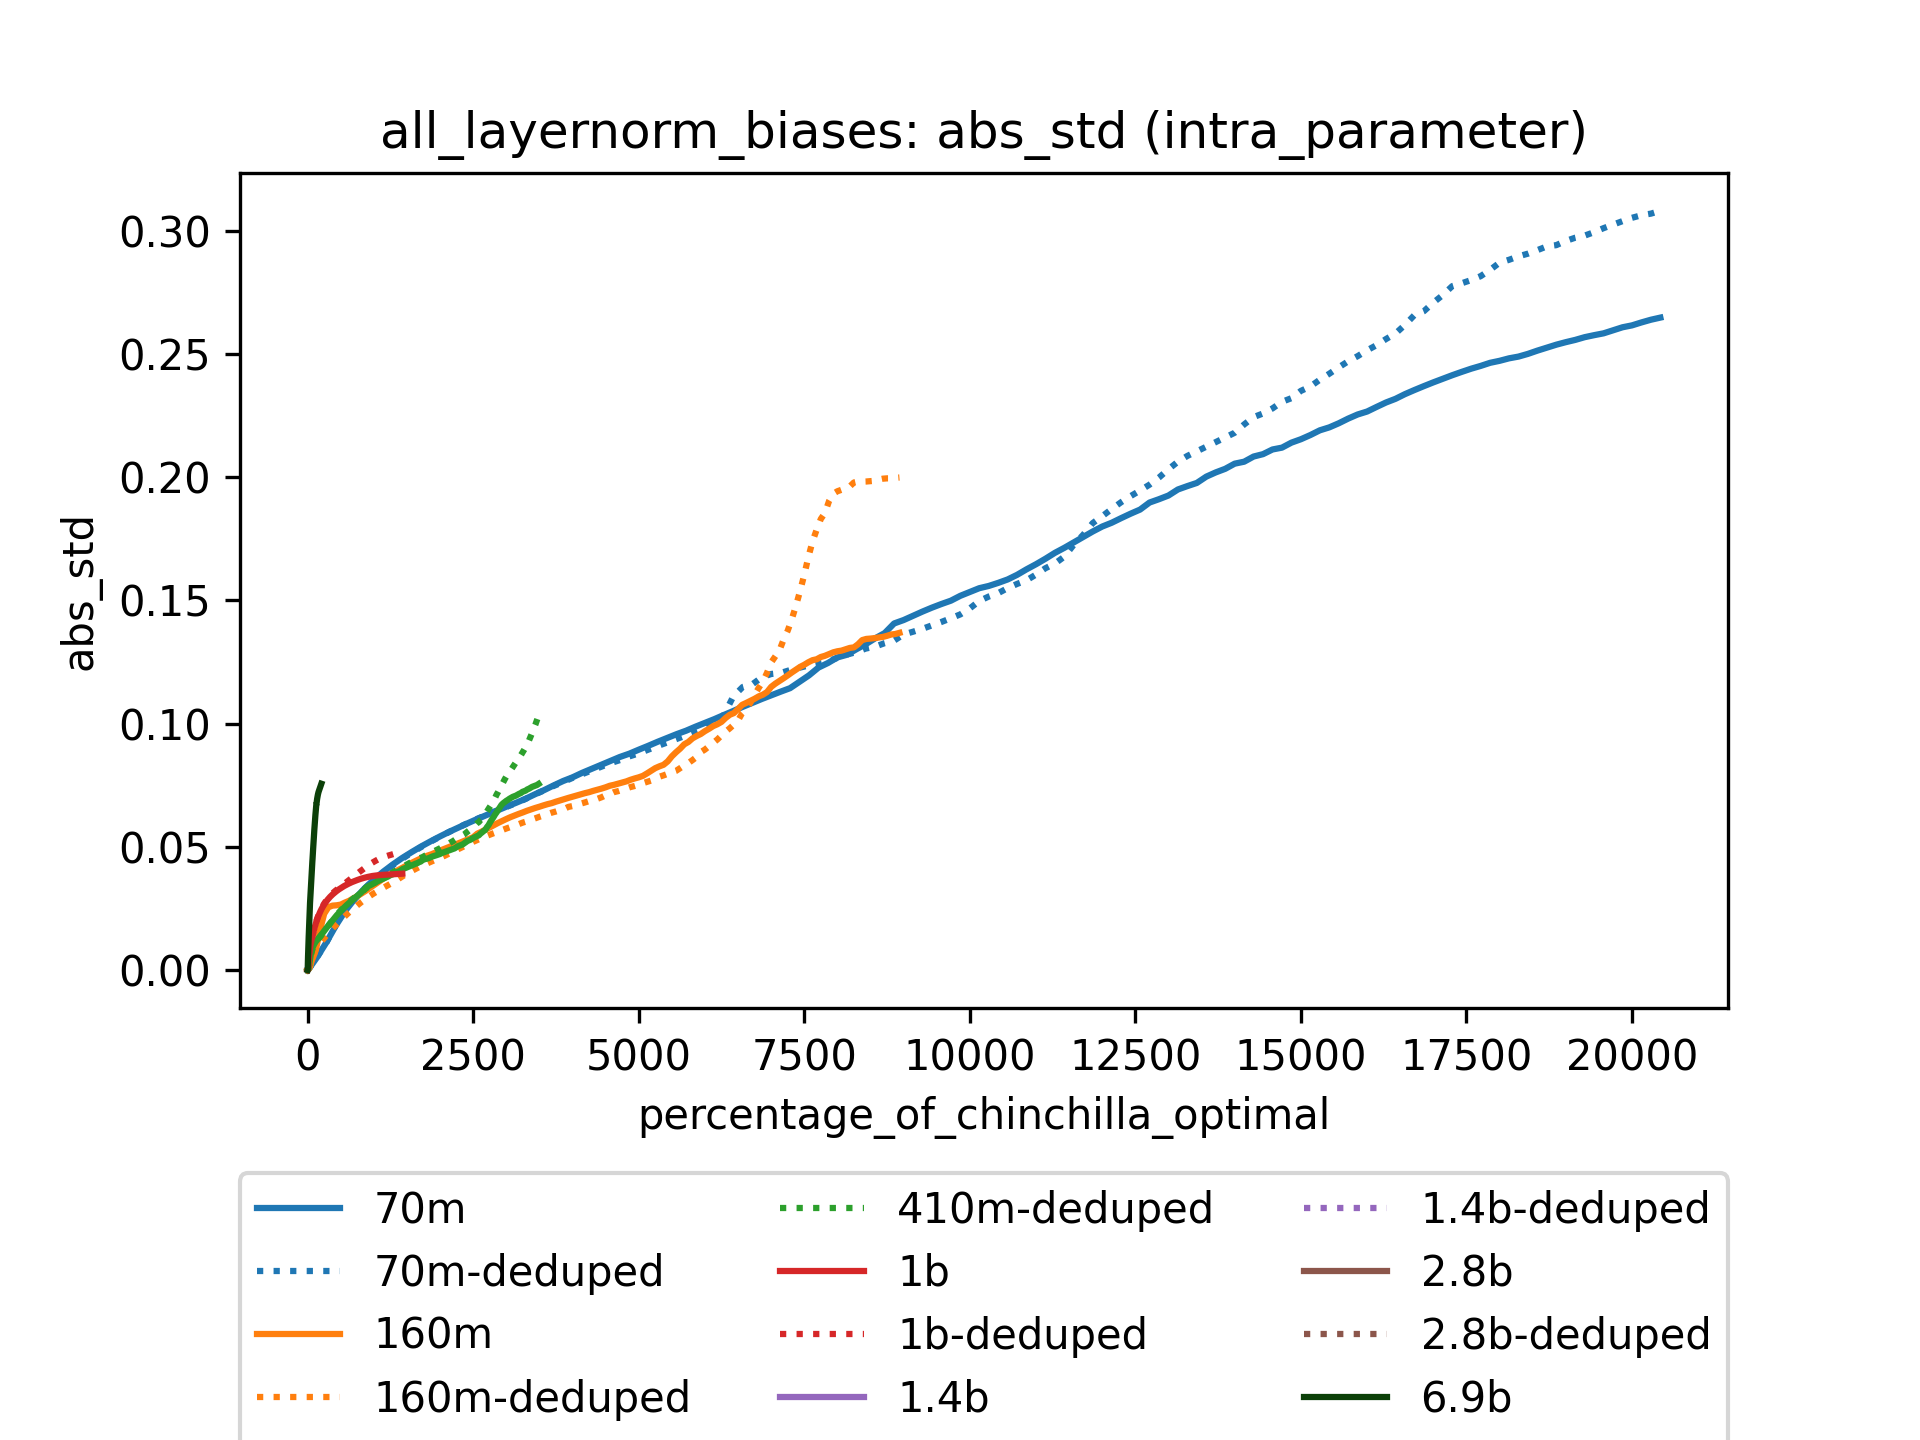 all_layernorm_biases: abs_std (intra_parameter)
0.30
0.25
0.20
0.15
0.10
0.05
0.00
abs_std
0 2500 5000 7500 10000 12500 15000 17500 20000
percentage_of_chinchilla_optimal
70m
70m-deduped
160m
160m-deduped
410m-deduped
1b
1b-deduped
1.4b
1.4b-deduped
2.8b
2.8b-deduped
6.9b